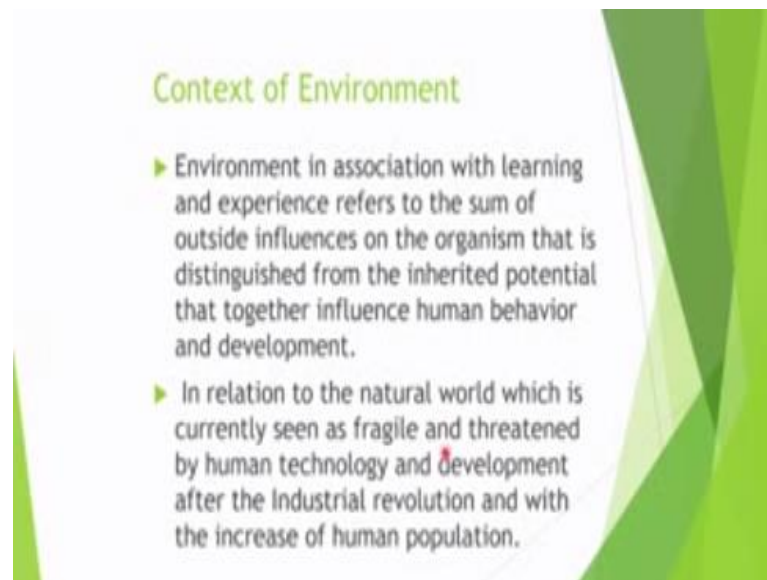 Context of Environment
Environment in association with learning
and experience refers to the sum of
outside influences on the organism that is
distinguished from the inherited potential
that together influence human behavior
and development.
In relation to the natural world which is
currently seen as fragile and threatened
by human technology and development
after the Industrial revolution and with
the increase of human population.